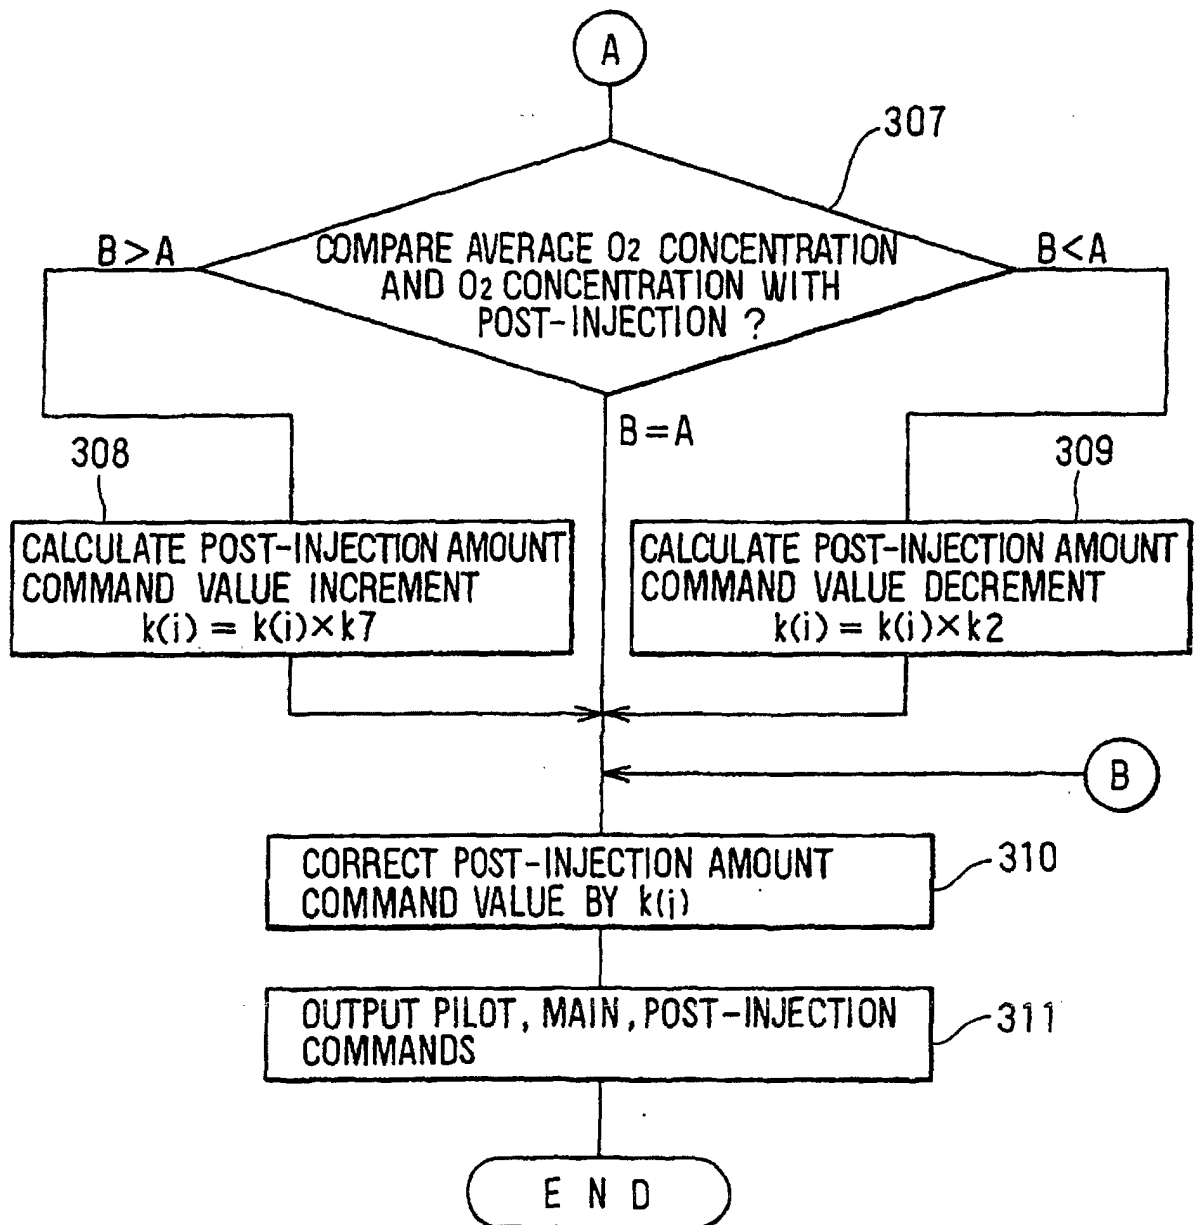 A
307
B>A
COMPARE AVERAGE O2 CONCENTRATION
AND O2 CONCENTRATION WITH
POST-INJECTION ?
B<A
B=A
308
CALCULATE POST-INJECTION AMOUNT
COMMAND VALUE INCREMENT
k(i) = k(i)×k7
309
CALCULATE POST-INJECTION AMOUNT
COMMAND VALUE DECREMENT
k(i) = k(i)×k2
B
CORRECT POST-INJECTION AMOUNT
COMMAND VALUE BY k(i)
310
OUTPUT PILOT, MAIN, POST-INJECTION
COMMANDS
311
END